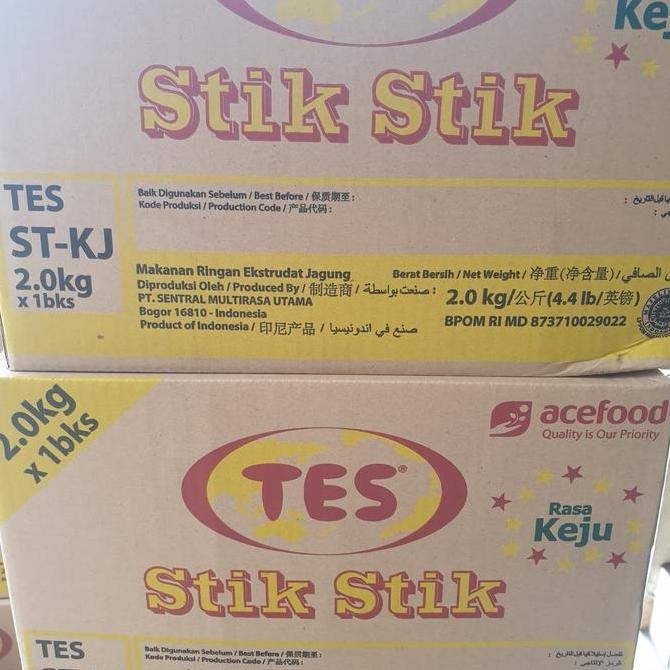 Ke
Stik Stik
TES
ST-KJ
2.0kg
x 1bks
Baik Digunakan Sebelum / Best Before / 保质期至 :
Kode Produksi / Production Code / 产品代码 :
Makanan Ringan Ekstrudat Jagung
Diproduksi Oleh / Produced By / 制造商 / صنعت بواسطة :
PT. SENTRAL MULTIRASA UTAMA
Bogor 16810 - Indonesia
Product of Indonesia / 印尼产品 / صنع في اندونيسيا
Berat Bersih / Net Weight / 净重(净含量) / الصافي
2.0 kg/公斤(4.4 lb/英镑)
BPOM RI MD 873710029022
2.0kg
x 1bks
acefood
Quality is Our Priority
TES®
Rasa
Keju
Stik Stik
TES
Baik Digunakan Sebelum / Best Before / 保质期至 :
Kode Produksi / Production Code / 产品代码 :